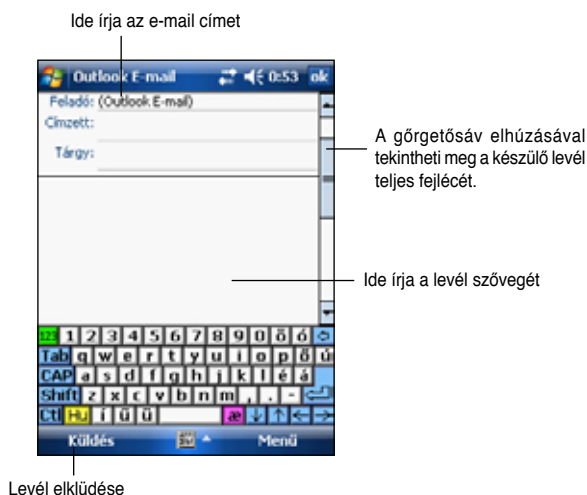 Ide írja az e-mail címet
Outlook E-mail 0:53 ok
Feladó: (Outlook E-mail)
Címzett:
Tárgy:
A gőrgetősáv elhúzásával
tekintheti meg a készülő levél
teljes fejlécét.
Ide írja a levél szővegét
123 1 2 3 4 5 6 7 8 9 0 ö ó
Tab q w e r t y u i o p ő ú
CAP a s d f g h j k l é á
Shift z x c v b n m , . -
Ctl Hu í ű ü æ
Küldés Menü
Levél elklüdése